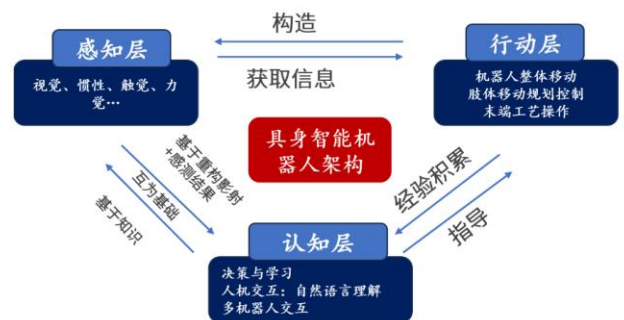 构造
获取信息
感知层
视觉、惯性、触觉、力
觉…
行动层
机器人整体移动
肢体移动规划控制
末端工艺操作
具身智能机
器人架构
基于重构影射
+感测结果
互为基础
基于知识
经验积累
指导
认知层
决策与学习
人机交互：自然语言理解
多机器人交互